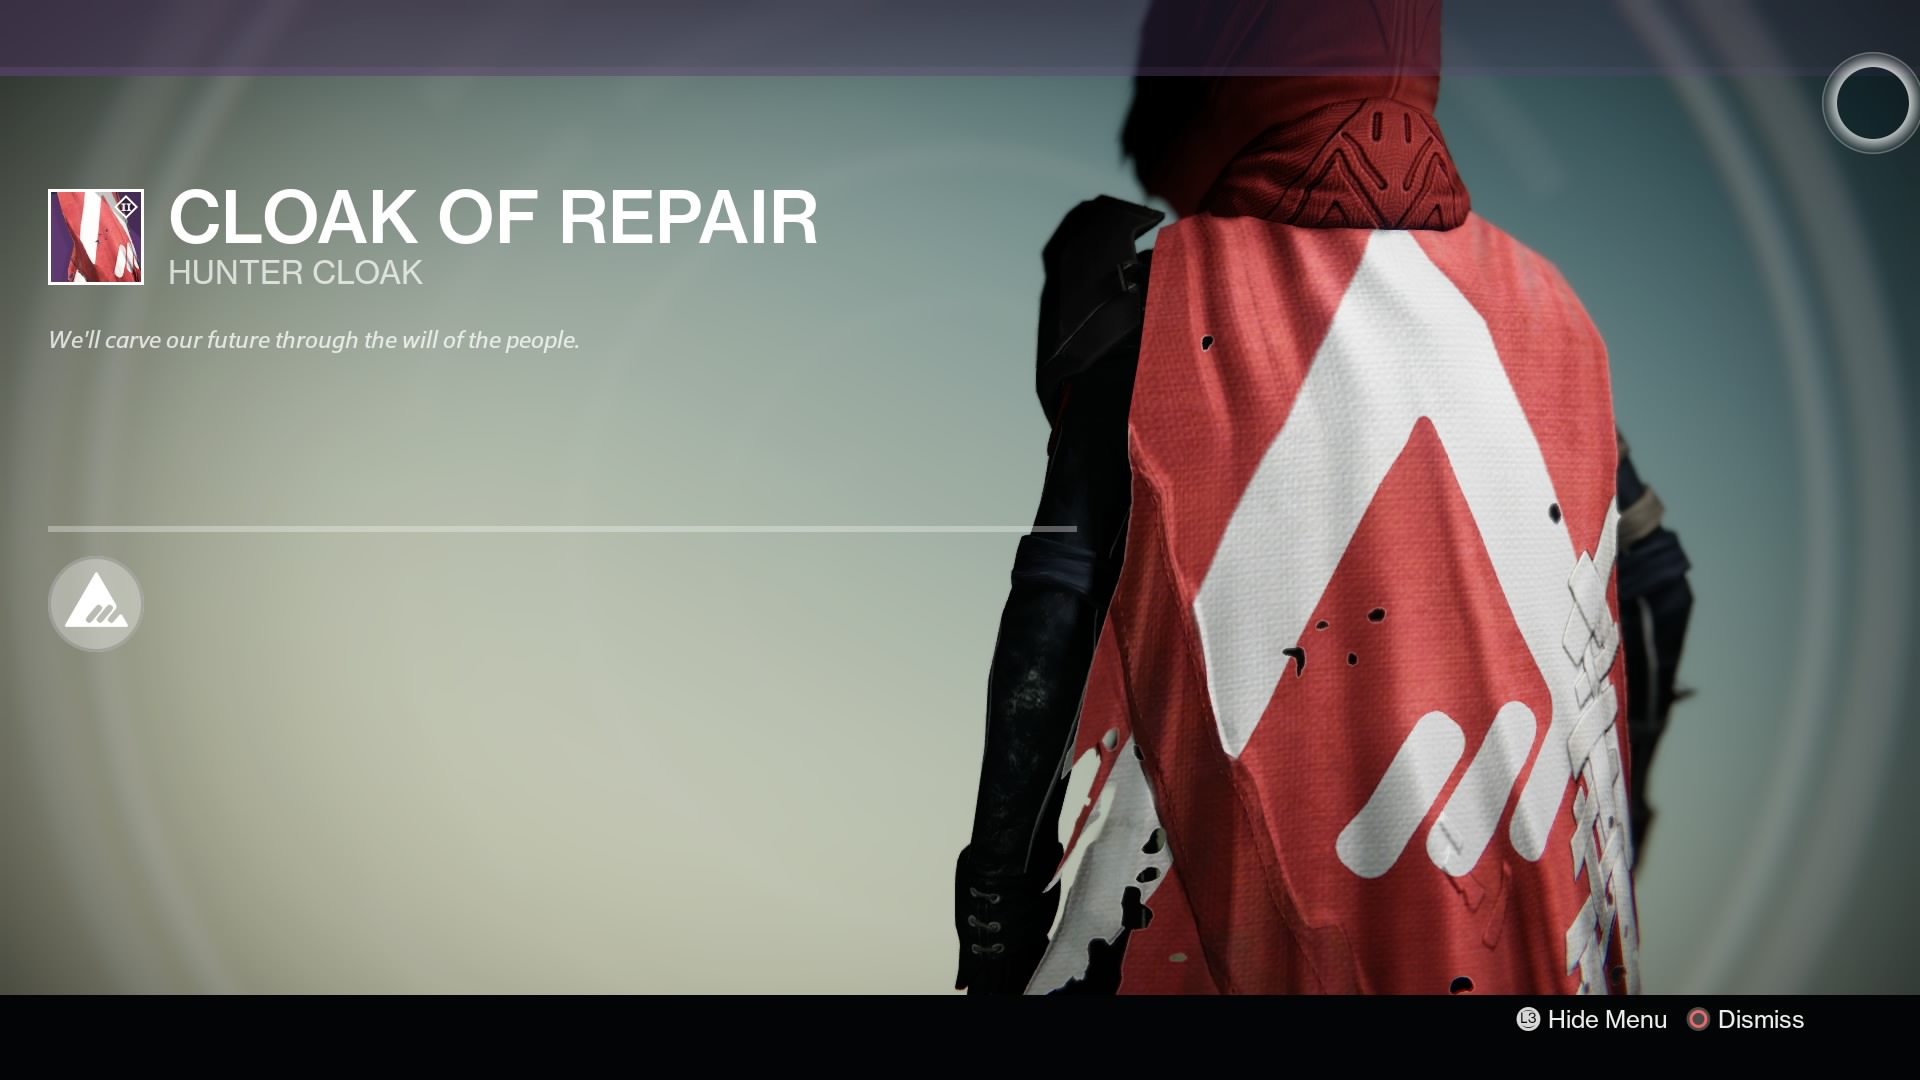 CLOAK OF REPAIR
HUNTER CLOAK
We'll carve our future through the will of the people.
L3 Hide Menu Dismiss